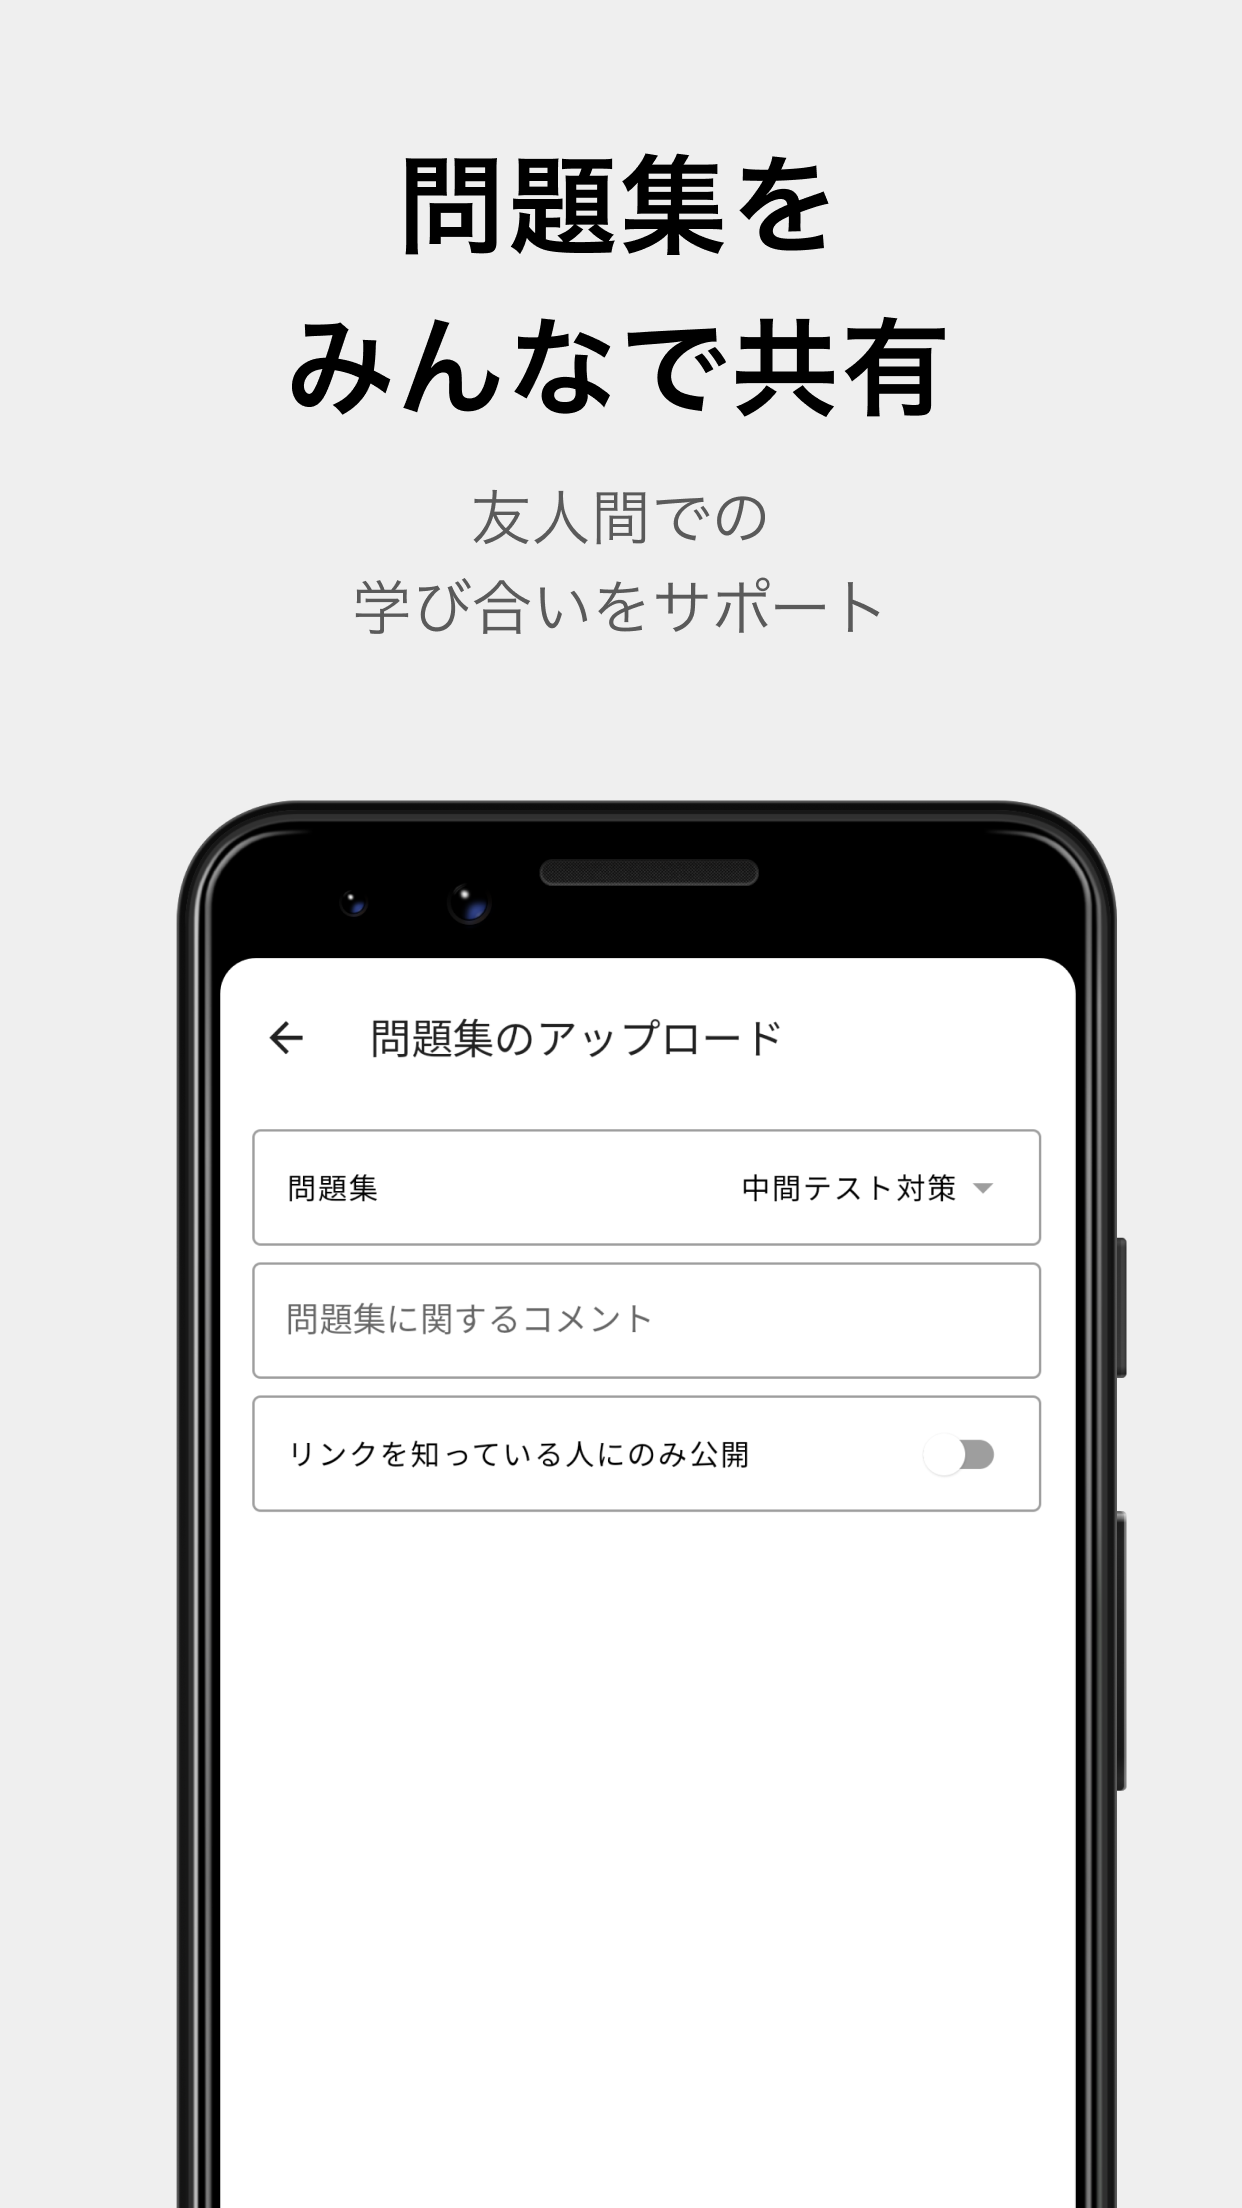 問題集を
みんなで共有
友人間での
学び合いをサポート
問題集のアップロード
問題集 中間テスト対策
問題集に関するコメント
リンクを知っている人にのみ公開